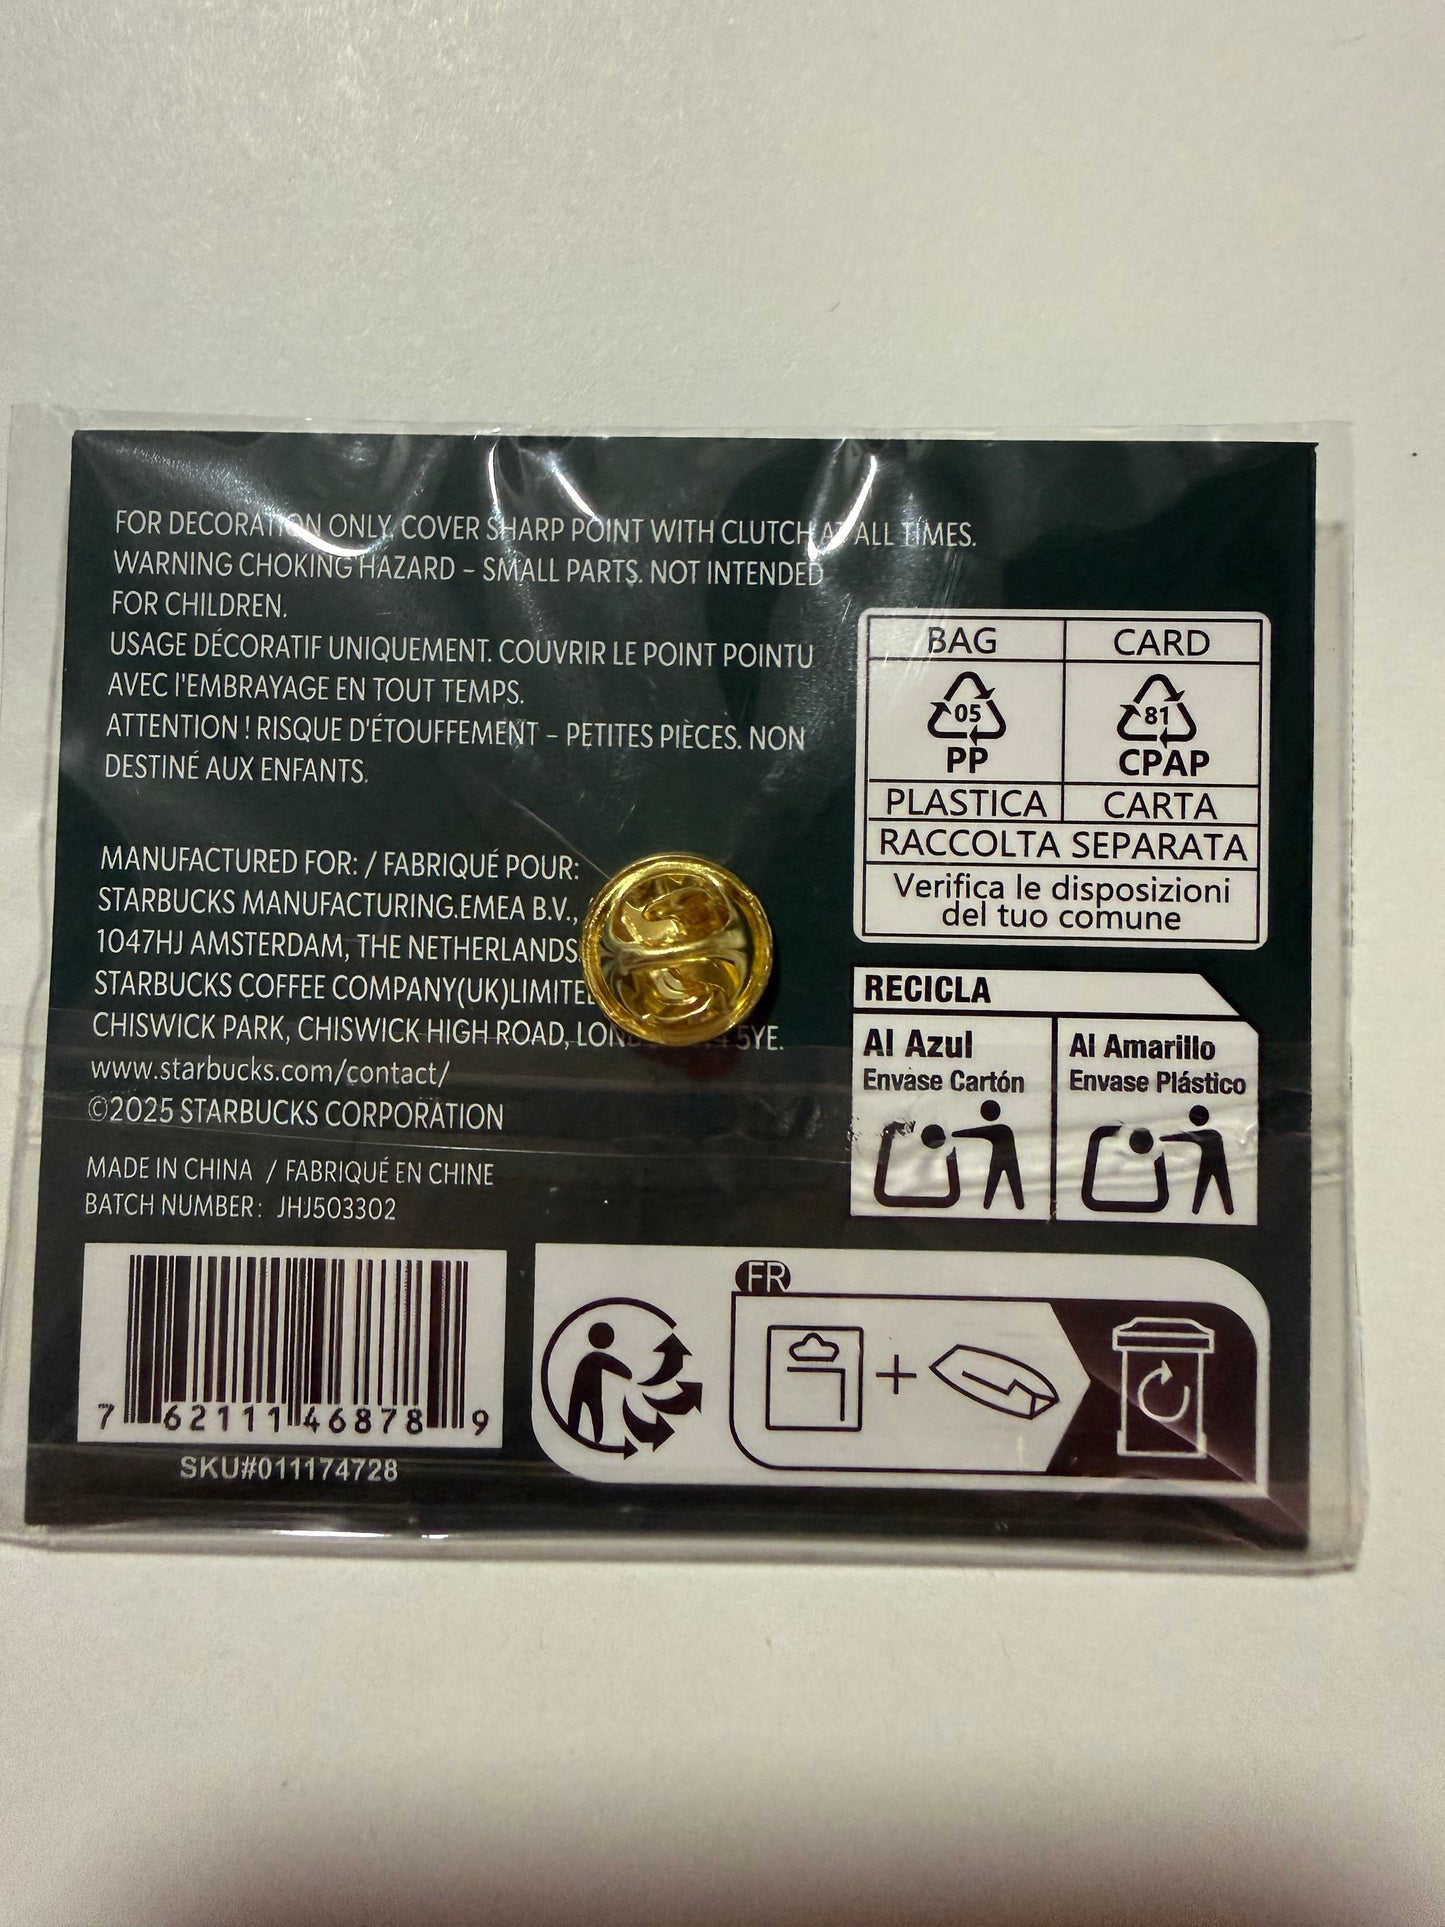 FOR DECORATION ONLY. COVER SHARP POINT WITH CLUTCH AT ALL TIMES.
WARNING CHOKING HAZARD – SMALL PARTS. NOT INTENDED
FOR CHILDREN.
USAGE DÉCORATIF UNIQUEMENT. COUVRIR LE POINT POINTU
AVEC l'EMBRAYAGE EN TOUT TEMPS.
ATTENTION ! RISQUE D'ÉTOUFFEMENT – PETITES PIÈCES. NON
DESTINÉ AUX ENFANTS.
MANUFACTURED FOR: / FABRIQUÉ POUR:
STARBUCKS MANUFACTURING.EMEA B.V.,
1047HJ AMSTERDAM, THE NETHERLANDS.
STARBUCKS COFFEE COMPANY(UK)LIMITED
CHISWICK PARK, CHISWICK HIGH ROAD, 5YE.
www.starbucks.com/contact/
©2025 STARBUCKS CORPORATION
MADE IN CHINA / FABRIQUÉ EN CHINE
BATCH NUMBER: JHJ503302
7 62111 46878 9
SKU#011174728
BAG CARD
05 81
PP CPAP
PLASTICA CARTA
RACCOLTA SEPARATA
Verifica le disposizioni
del tuo comune
RECICLA
Al Azul
Envase Cartón
Al Amarillo
Envase Plástico
FR
+